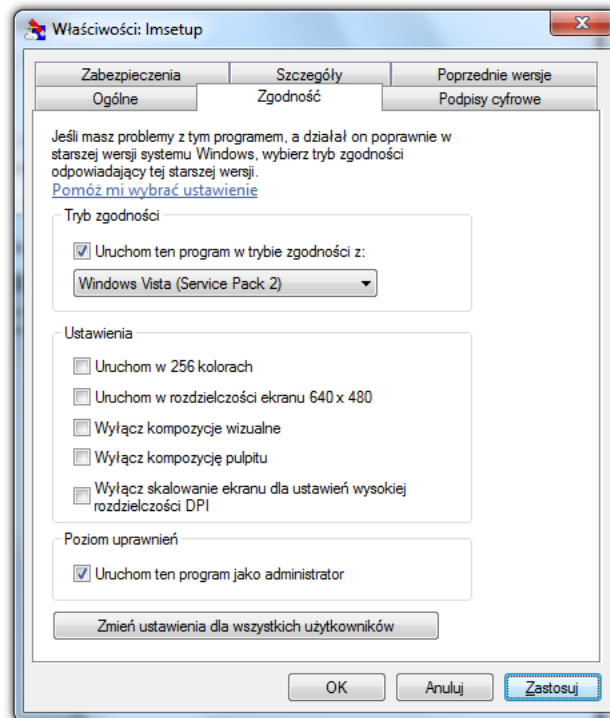 Właściwości: Imsetup
Zabezpieczenia
Szczegóły
Poprzednie wersje
Ogólne
Zgodność
Podpisy cyfrowe
Jeśli masz problemy z tym programem, a działał on poprawnie w
starszej wersji systemu Windows, wybierz tryb zgodności
odpowiadający tej starszej wersji.
Pomóż mi wybrać ustawienie
Tryb zgodności
Uruchom ten program w trybie zgodności z:
Windows Vista (Service Pack 2)
Ustawienia
Uruchom w 256 kolorach
Uruchom w rozdzielczości ekranu 640 x 480
Wyłącz kompozycje wizualne
Wyłącz kompozycję pulpitu
Wyłącz skalowanie ekranu dla ustawień wysokiej
rozdzielczości DPI
Poziom uprawnień
Uruchom ten program jako administrator
Zmień ustawienia dla wszystkich użytkowników
OK
Anuluj
Zastosuj